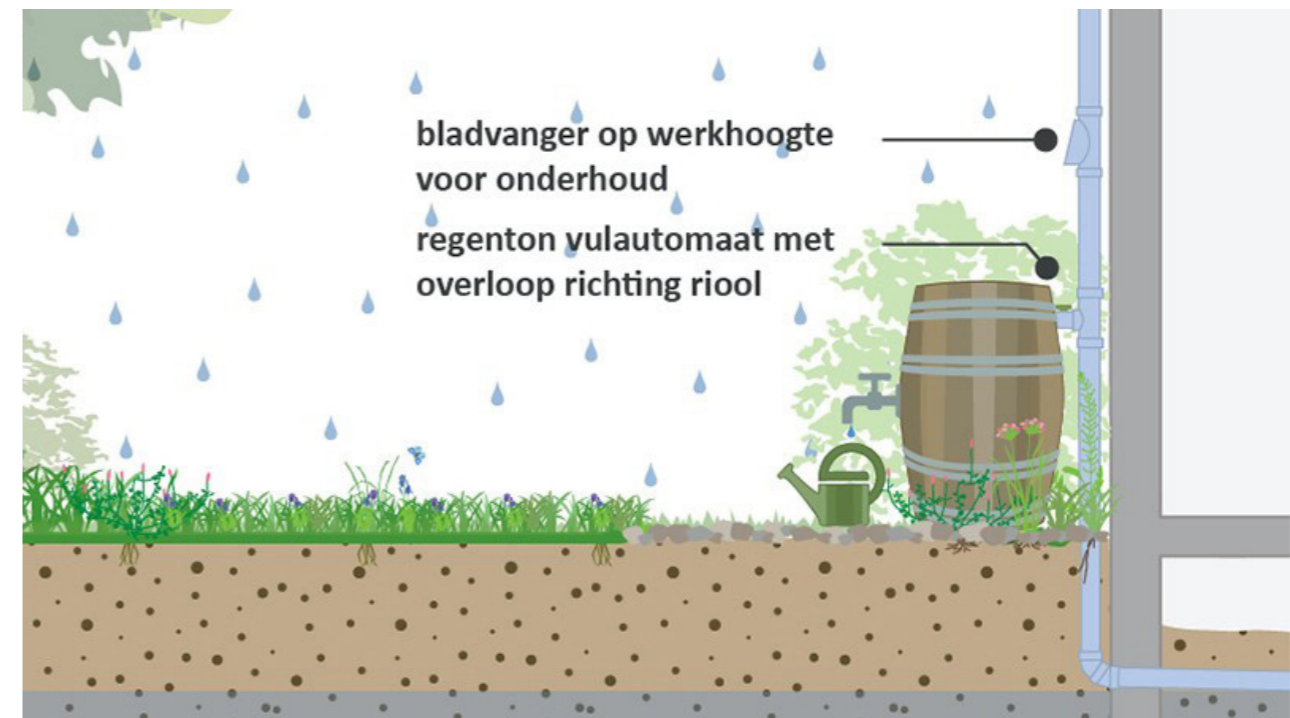 bladvanger op werkhoogte
voor onderhoud
regenton vulautomaat met
overloop richting riool